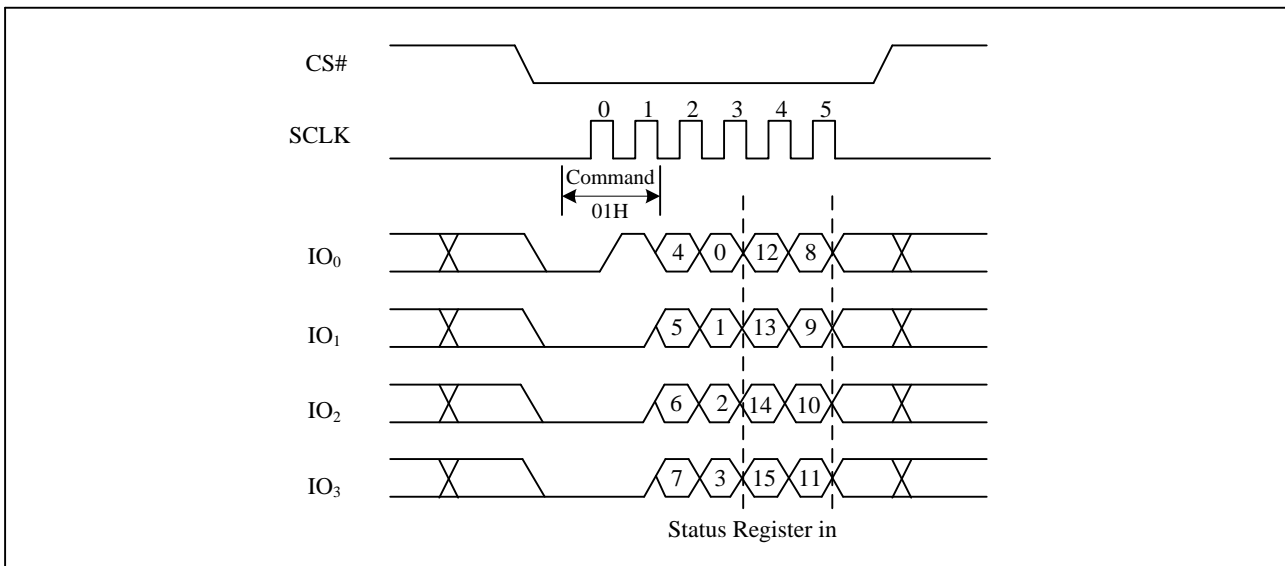 CS#
0 1 2 3 4 5
SCLK
Command
01H
IO0 4 0 12 8
IO1 5 1 13 9
IO2 6 2 14 10
IO3 7 3 15 11
Status Register in